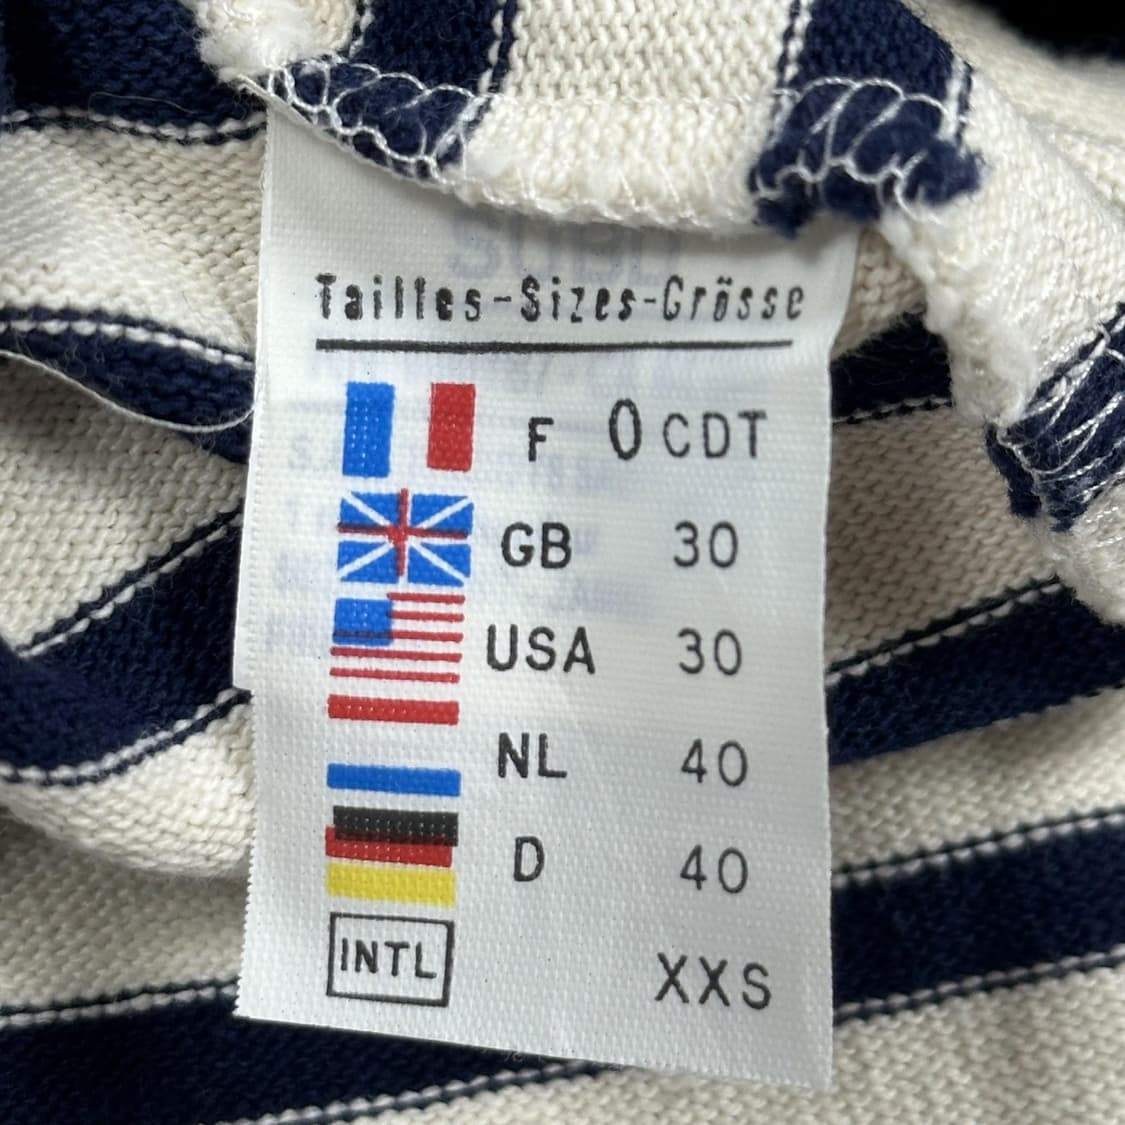 Tailles-Sizes-Grösse
F 0 CDT
GB 30
USA 30
NL 40
D 40
INTL XXS